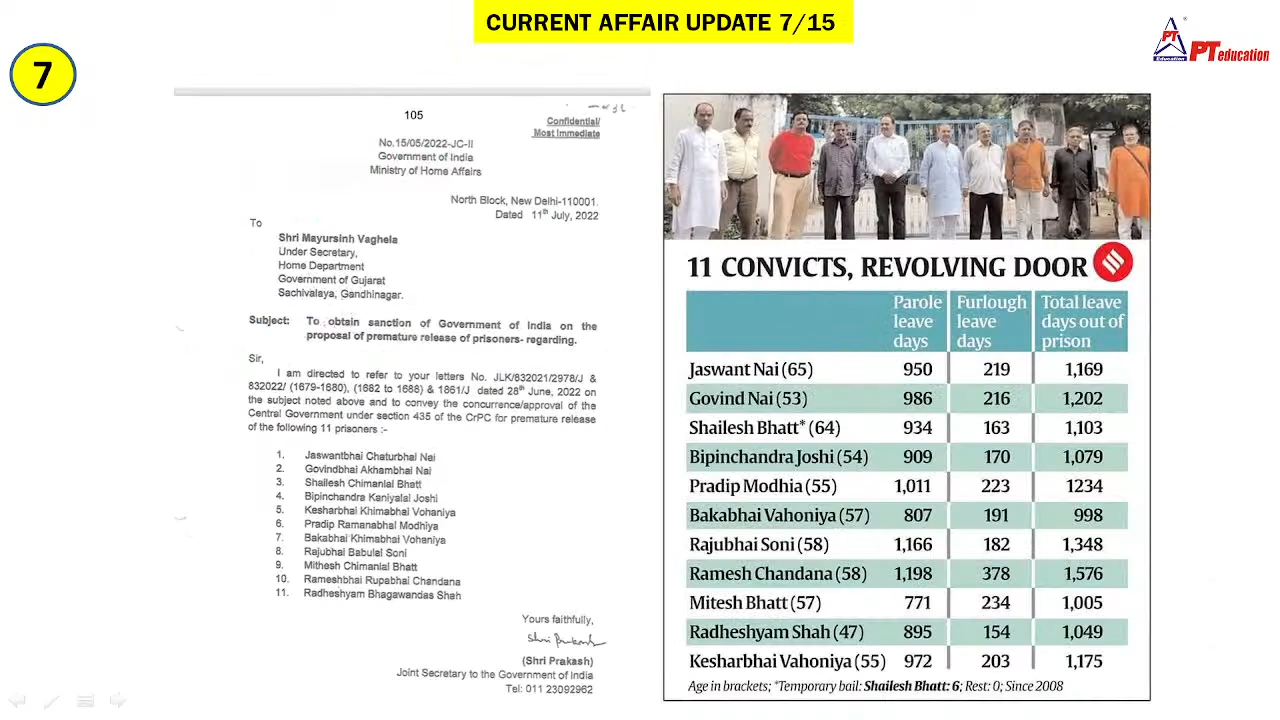 CURRENT AFFAIR UPDATE 7/15
7
PT
Education
PT education
105
Confidential/
Most Immediate
No.15/05/2022-JC-II
Government of India
Ministry of Home Affairs
North Block, New Delhi-110001.
Dated 11th July, 2022
To
Shri Mayursinh Vaghela
Under Secretary,
Home Department
Government of Gujarat
Sachivalaya, Gandhinagar.
Subject: To obtain sanction of Government of India on the
proposal of premature release of prisoners- regarding.
Sir,
I am directed to refer to your letters No. JLK/832021/2978/J &
832022/ (1679-1680), (1682 to 1688) & 1861/J dated 28th June, 2022 on
the subject noted above and to convey the concurrence/approval of the
Central Government under section 435 of the CrPC for premature release
of the following 11 prisoners :-
1. Jaswantbhai Chaturbhai Nai
2. Govindbhai Akhambhai Nai
3. Shailesh Chimanlal Bhatt
4. Bipinchandra Kaniyalal Joshi
5. Kesharbhai Khimabhai Vohaniya
6. Pradip Ramanabhai Modhiya
7. Bakabhai Khimabhai Vohaniya
8. Rajubhai Babulal Soni
9. Mithesh Chimanlal Bhatt
10. Rameshbhai Rupabhai Chandana
11. Radheshyam Bhagawandas Shah
Yours faithfully,
Shri Prakash
(Shri Prakash)
Joint Secretary to the Government of India
Tel: 011 23092962
11 CONVICTS, REVOLVING DOOR
Parole leave days Furlough leave days Total leave days out of prison
Jaswant Nai (65) 950 219 1,169
Govind Nai (53) 986 216 1,202
Shailesh Bhatt* (64) 934 163 1,103
Bipinchandra Joshi (54) 909 170 1,079
Pradip Modhia (55) 1,011 223 1234
Bakabhai Vahoniya (57) 807 191 998
Rajubhai Soni (58) 1,166 182 1,348
Ramesh Chandana (58) 1,198 378 1,576
Mitesh Bhatt (57) 771 234 1,005
Radheshyam Shah (47) 895 154 1,049
Kesharbhai Vahoniya (55) 972 203 1,175
Age in brackets; *Temporary bail: Shailesh Bhatt: 6; Rest: 0; Since 2008